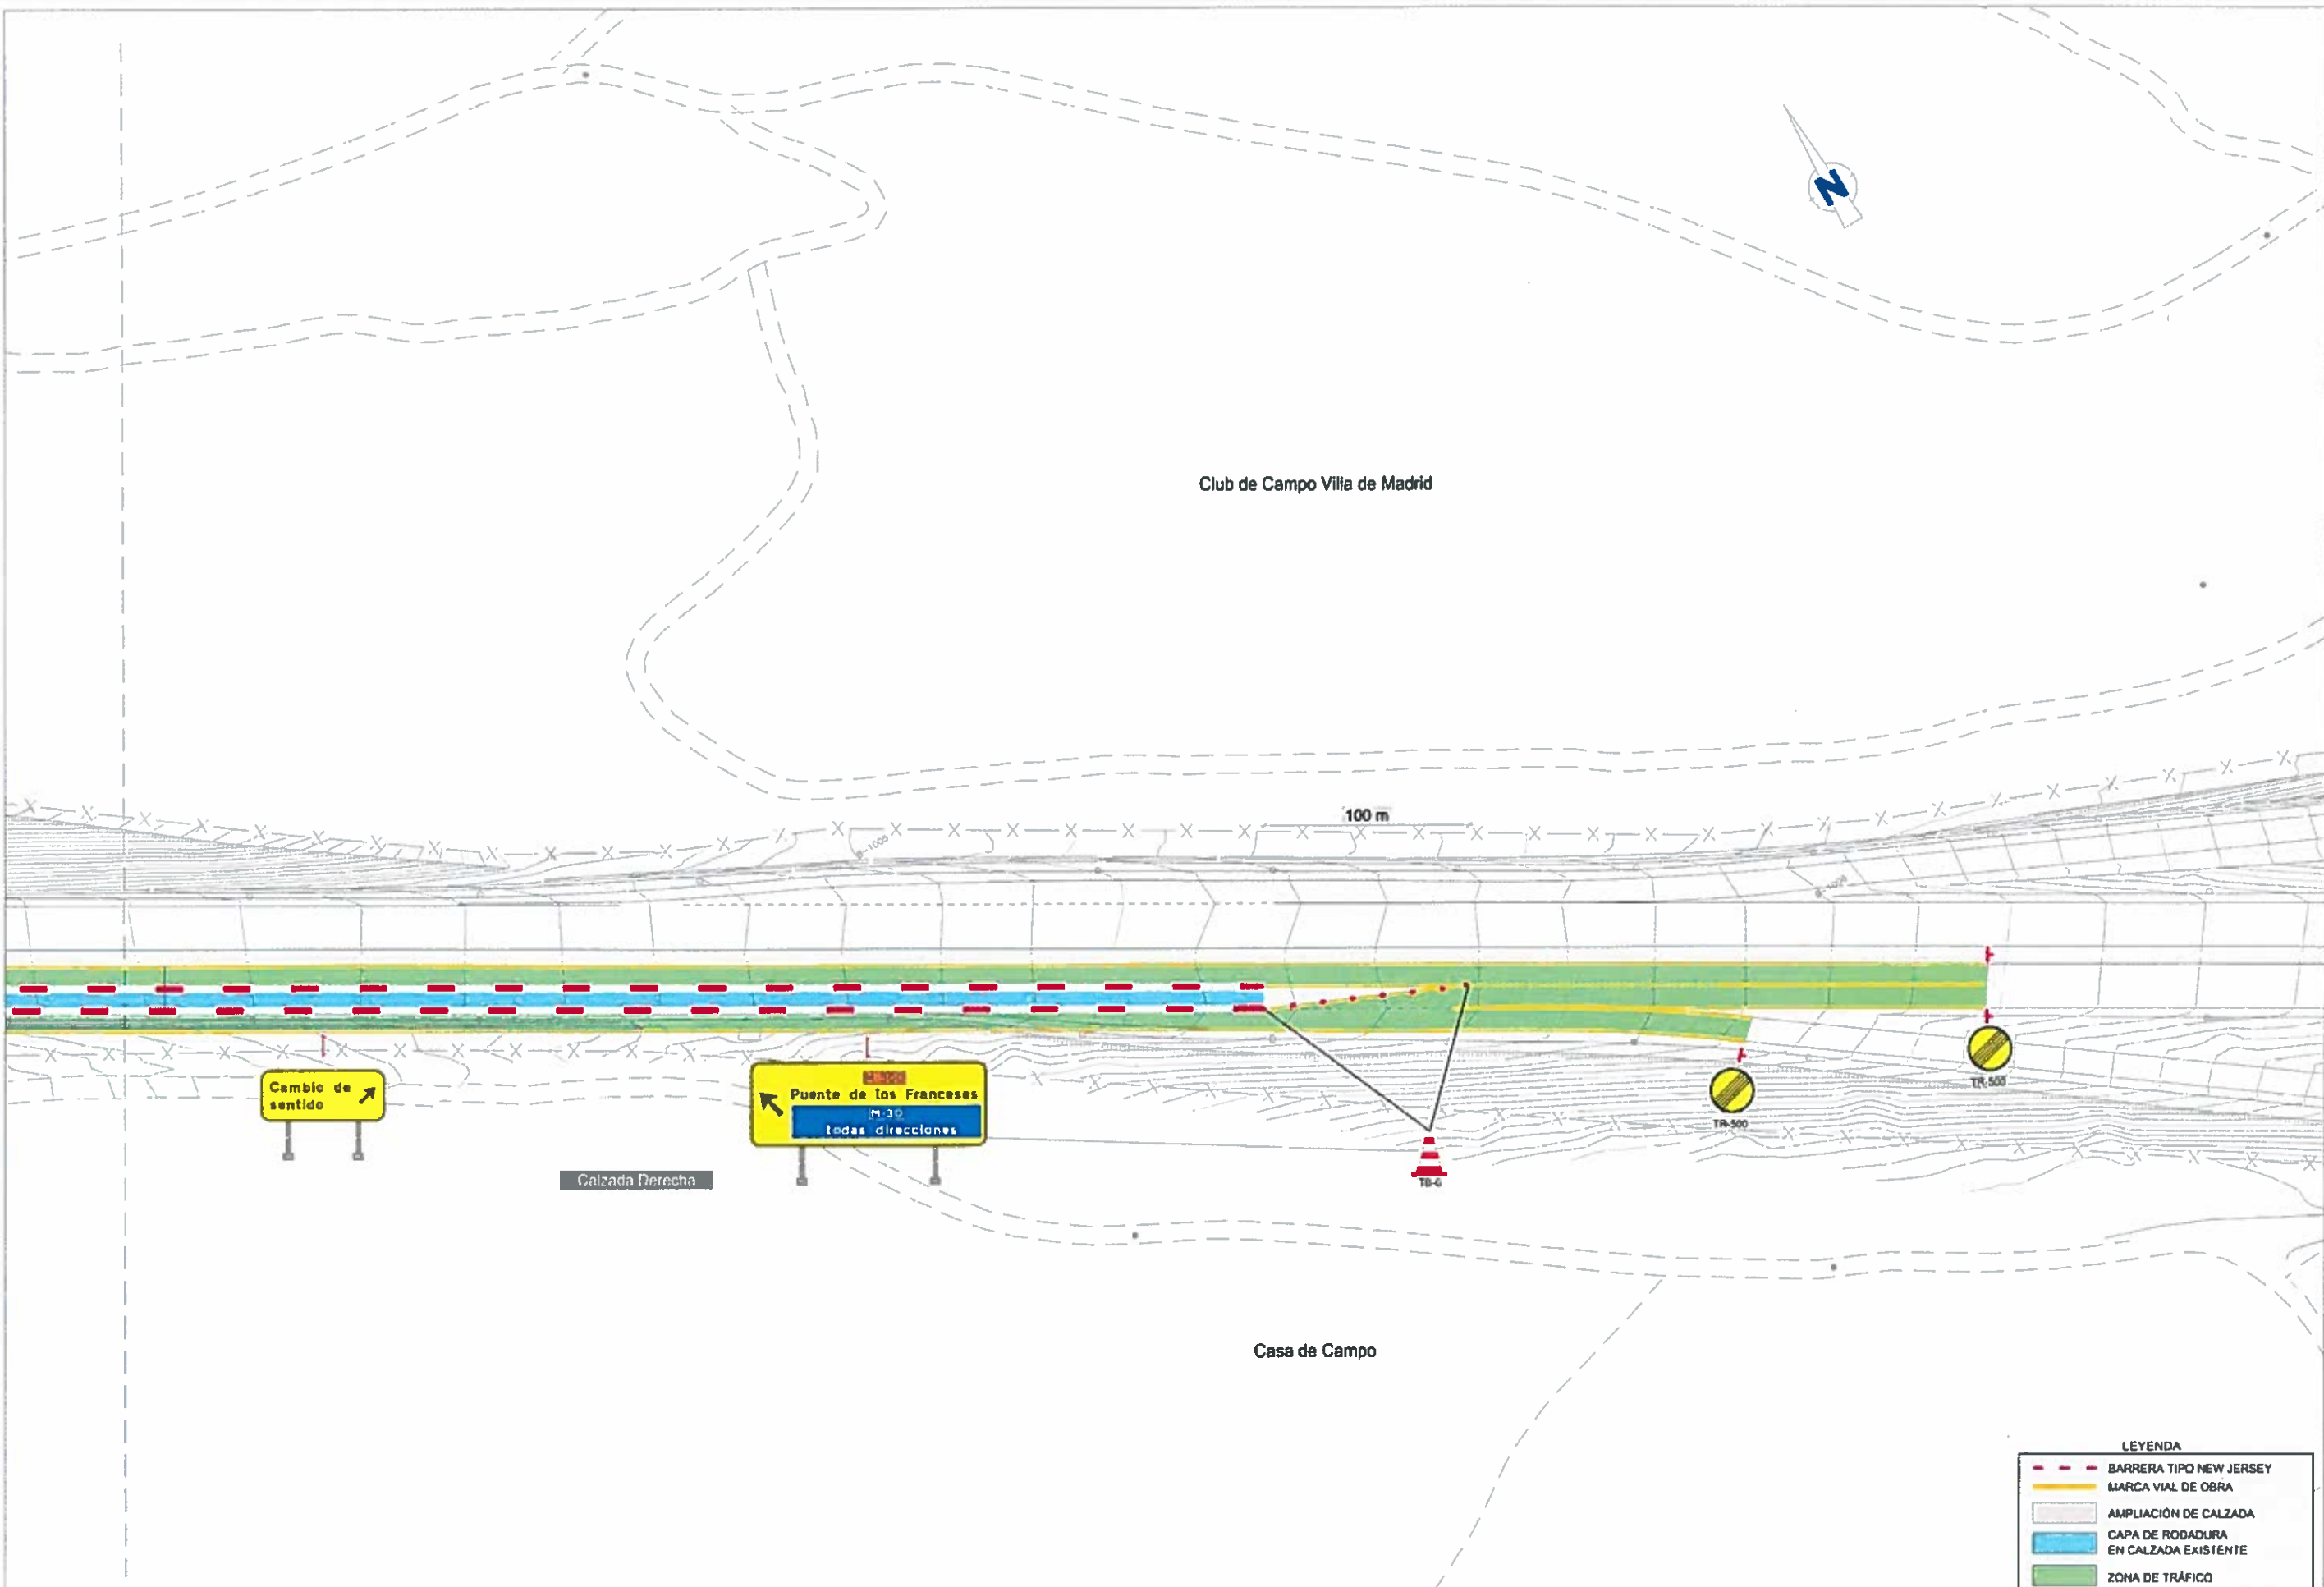 N
Club de Campo Villa de Madrid
100 m
Cambio de
sentido
Puente de los Franceses
M-30
todas direcciones
Calzada Derecha
TB-6
TR-500
TR-500
Casa de Campo
LEYENDA
BARRERA TIPO NEW JERSEY
MARCA VIAL DE OBRA
AMPLIACIÓN DE CALZADA
CAPA DE RODADURA
EN CALZADA EXISTENTE
ZONA DE TRÁFICO